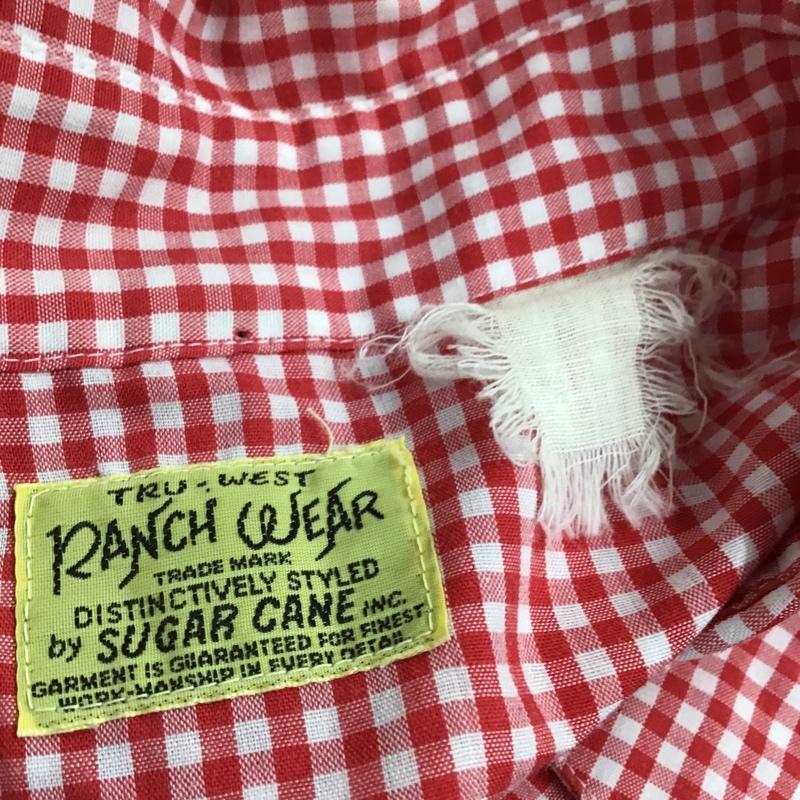 TRU-WEST
RANCH WEAR
TRADE MARK
DISTINCTIVELY STYLED
by SUGAR CANE INC.
GARMENT IS GUARANTEED FOR FINEST
WORK-MANSHIP IN EVERY DETAIL